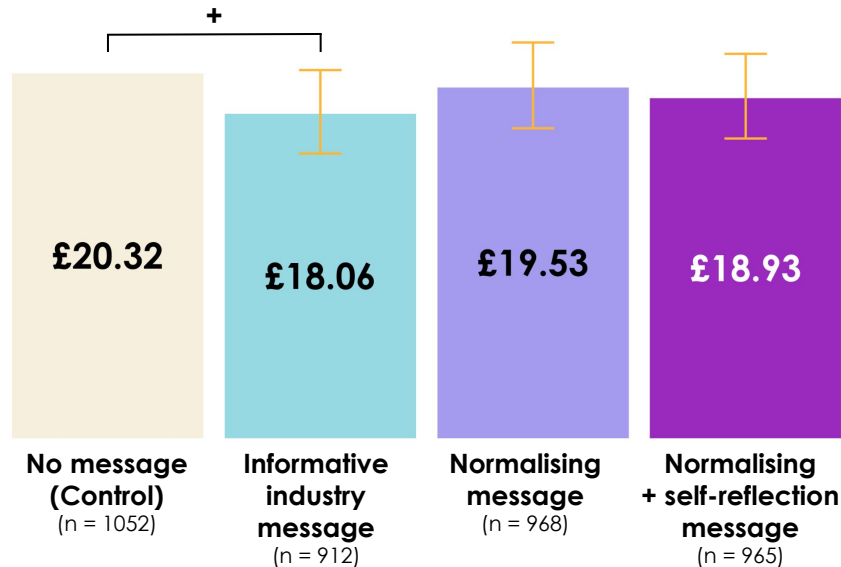 +
£20.32
£18.06
£19.53
£18.93
No message
(Control)
(n = 1052)
Informative
industry
message
(n = 912)
Normalising
message
(n = 968)
Normalising
+ self-reflection
message
(n = 965)